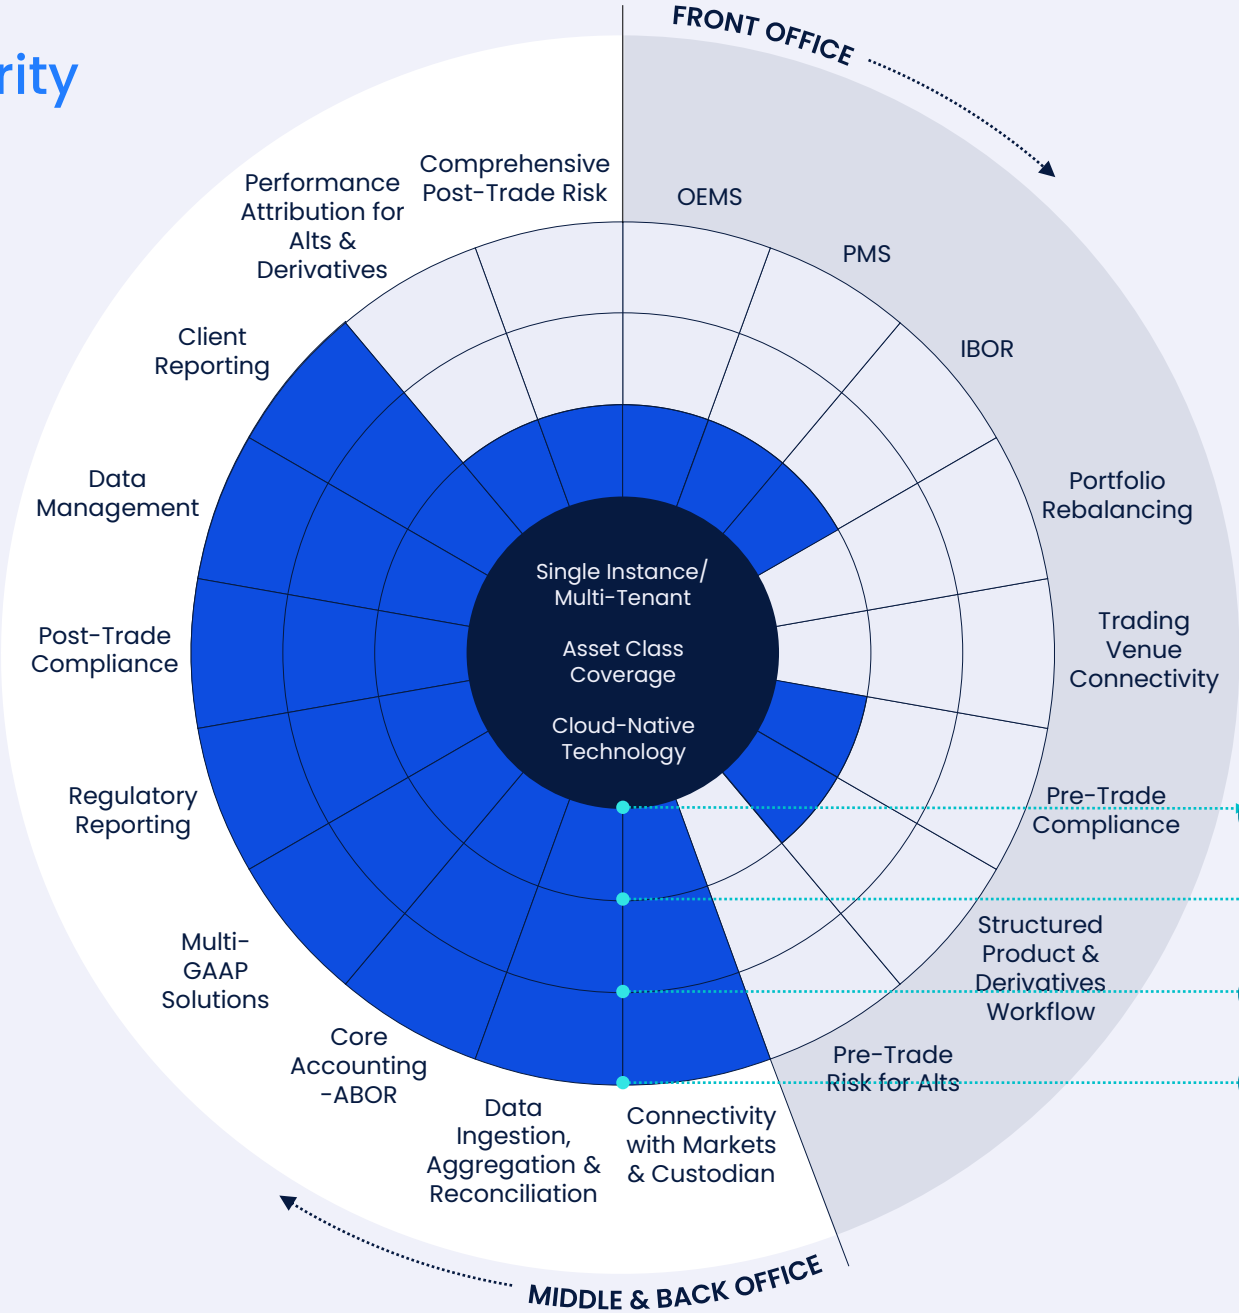 rity
FRONT OFFICE
OEMS
PMS
IBOR
Portfolio
Rebalancing
Trading
Venue
Connectivity
Pre-Trade
Compliance
Structured
Product &
Derivatives
Workflow
Pre-Trade
Risk for Alts
MIDDLE & BACK OFFICE
Connectivity
with Markets
& Custodian
Data
Ingestion,
Aggregation &
Reconciliation
Core
Accounting
-ABOR
Multi-
GAAP
Solutions
Regulatory
Reporting
Post-Trade
Compliance
Data
Management
Client
Reporting
Performance
Attribution for
Alts &
Derivatives
Comprehensive
Post-Trade Risk
Single Instance/
Multi-Tenant
Asset Class
Coverage
Cloud-Native
Technology